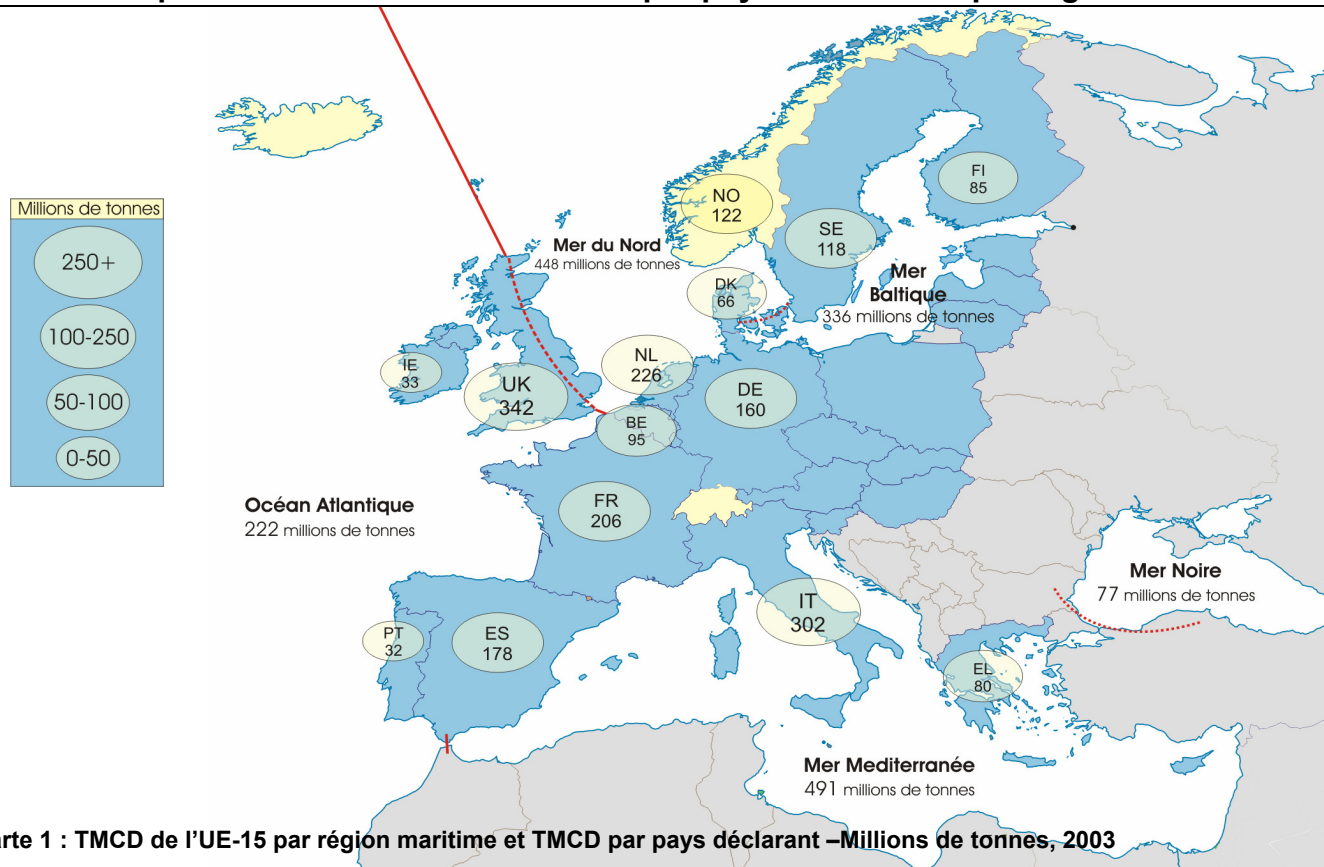 Millions de tonnes
250+
100-250
50-100
0-50
NO
122
FI
85
SE
118
Mer du Nord
448 millions de tonnes
DK
66
Mer
Baltique
336 millions de tonnes
IE
33
UK
342
NL
226
DE
160
BE
95
Océan Atlantique
222 millions de tonnes
FR
206
Mer Noire
77 millions de tonnes
PT
32
ES
178
IT
302
EL
80
Mer Mediterranée
491 millions de tonnes
arte 1 : TMCD de l'UE-15 par région maritime et TMCD par pays déclarant –Millions de tonnes, 2003